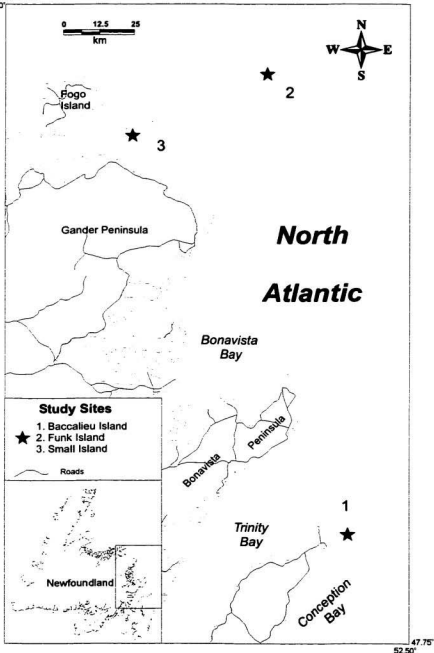 0 12.5 25
km
N
W E
S
Fogo
Island
2
3
Gander Peninsula
North
Atlantic
Bonavista
Bay
Study Sites
1. Baccalieu Island
2. Funk Island
3. Small Island
Roads
Bonavista
Peninsula
1
Trinity
Bay
Newfoundland
Conception
Bay
47.75°
52.50°